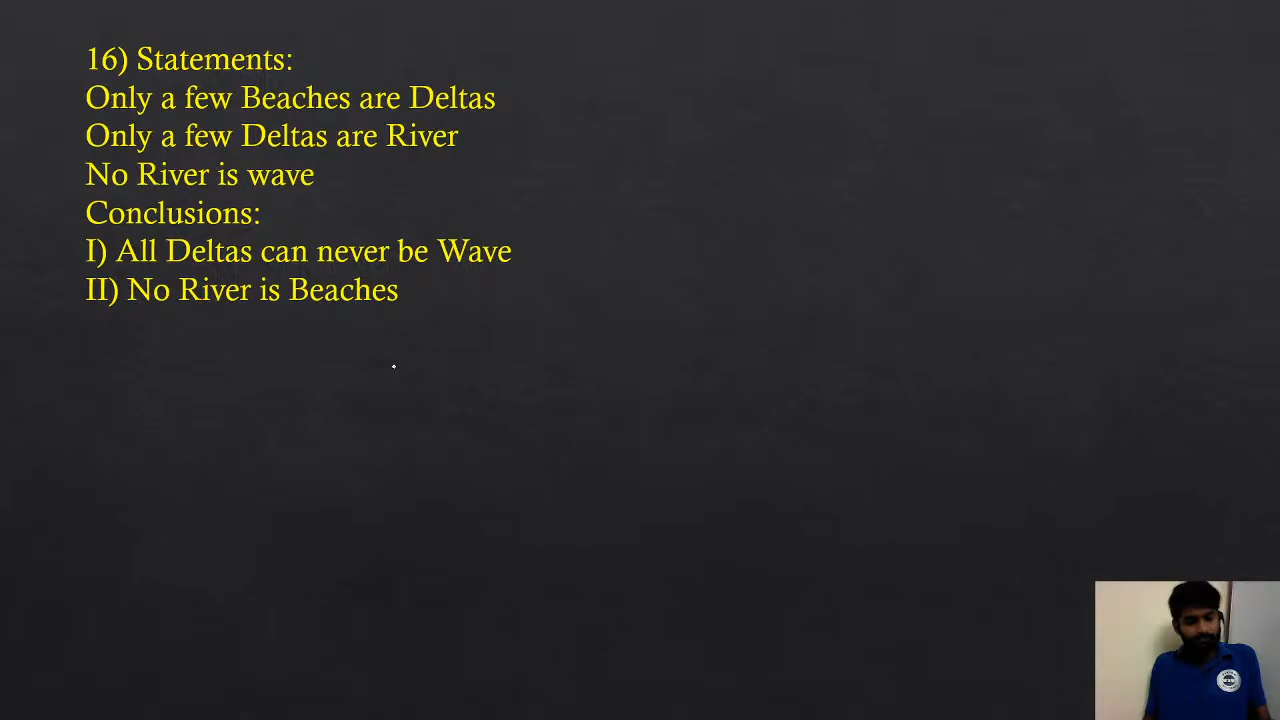 16) Statements:
Only a few Beaches are Deltas
Only a few Deltas are River
No River is wave
Conclusions:
I) All Deltas can never be Wave
II) No River is Beaches